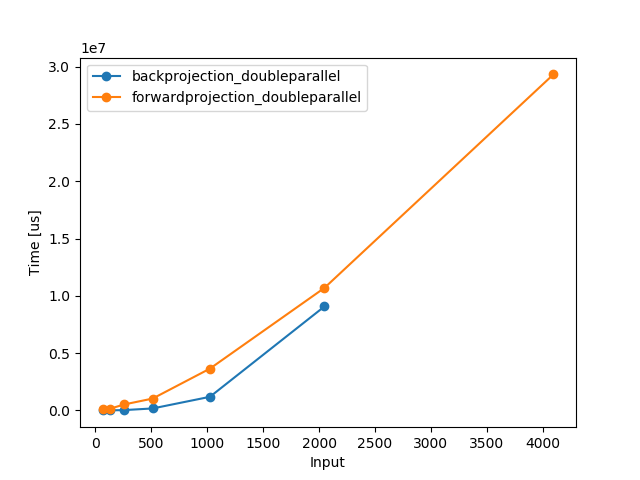 1e7
backprojection_doubleparallel
forwardprojection_doubleparallel
3.0
2.5
2.0
1.5
1.0
0.5
0.0
Time [us]
0 500 1000 1500 2000 2500 3000 3500 4000
Input